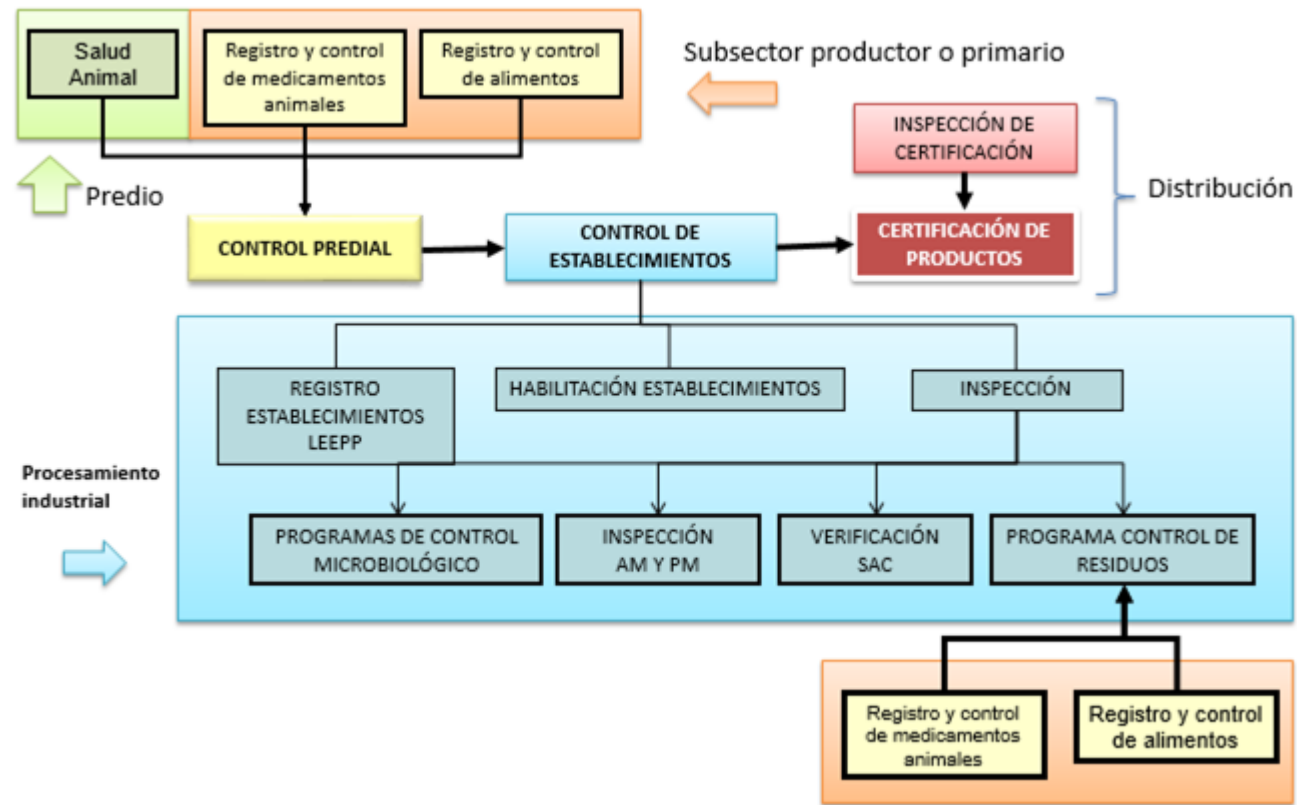 Salud
Animal
Registro y control
de medicamentos
animales
Registro y control
de alimentos
Subsector productor o primario
INSPECCIÓN DE
CERTIFICACIÓN
Predio
Distribución
CONTROL PREDIAL
CONTROL DE
ESTABLECIMIENTOS
CERTIFICACIÓN DE
PRODUCTOS
REGISTRO
ESTABLECIMIENTOS
LEEPP
HABILITACIÓN ESTABLECIMIENTOS
INSPECCIÓN
Procesamiento
industrial
PROGRAMAS DE CONTROL
MICROBIOLÓGICO
INSPECCIÓN
AM Y PM
VERIFICACIÓN
SAC
PROGRAMA CONTROL DE
RESIDUOS
Registro y control
de medicamentos
animales
Registro y control
de alimentos